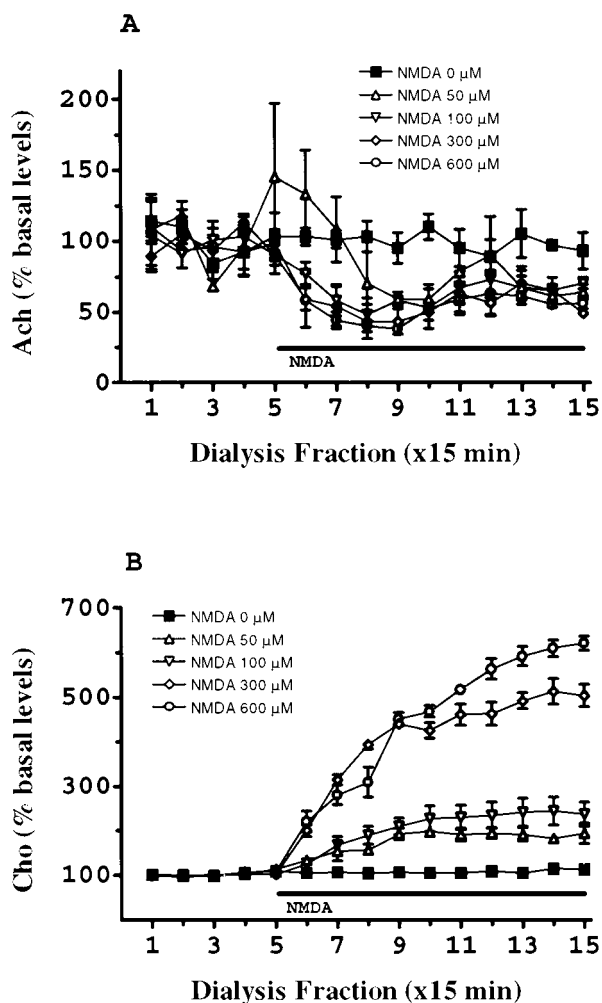 A
NMDA 0 µM
NMDA 50 µM
NMDA 100 µM
NMDA 300 µM
NMDA 600 µM
Ach (% basal levels)
200
150
100
50
0
NMDA
1 3 5 7 9 11 13 15
Dialysis Fraction (x15 min)
B
NMDA 0 µM
NMDA 50 µM
NMDA 100 µM
NMDA 300 µM
NMDA 600 µM
Cho (% basal levels)
700
500
300
100
NMDA
1 3 5 7 9 11 13 15
Dialysis Fraction (x15 min)